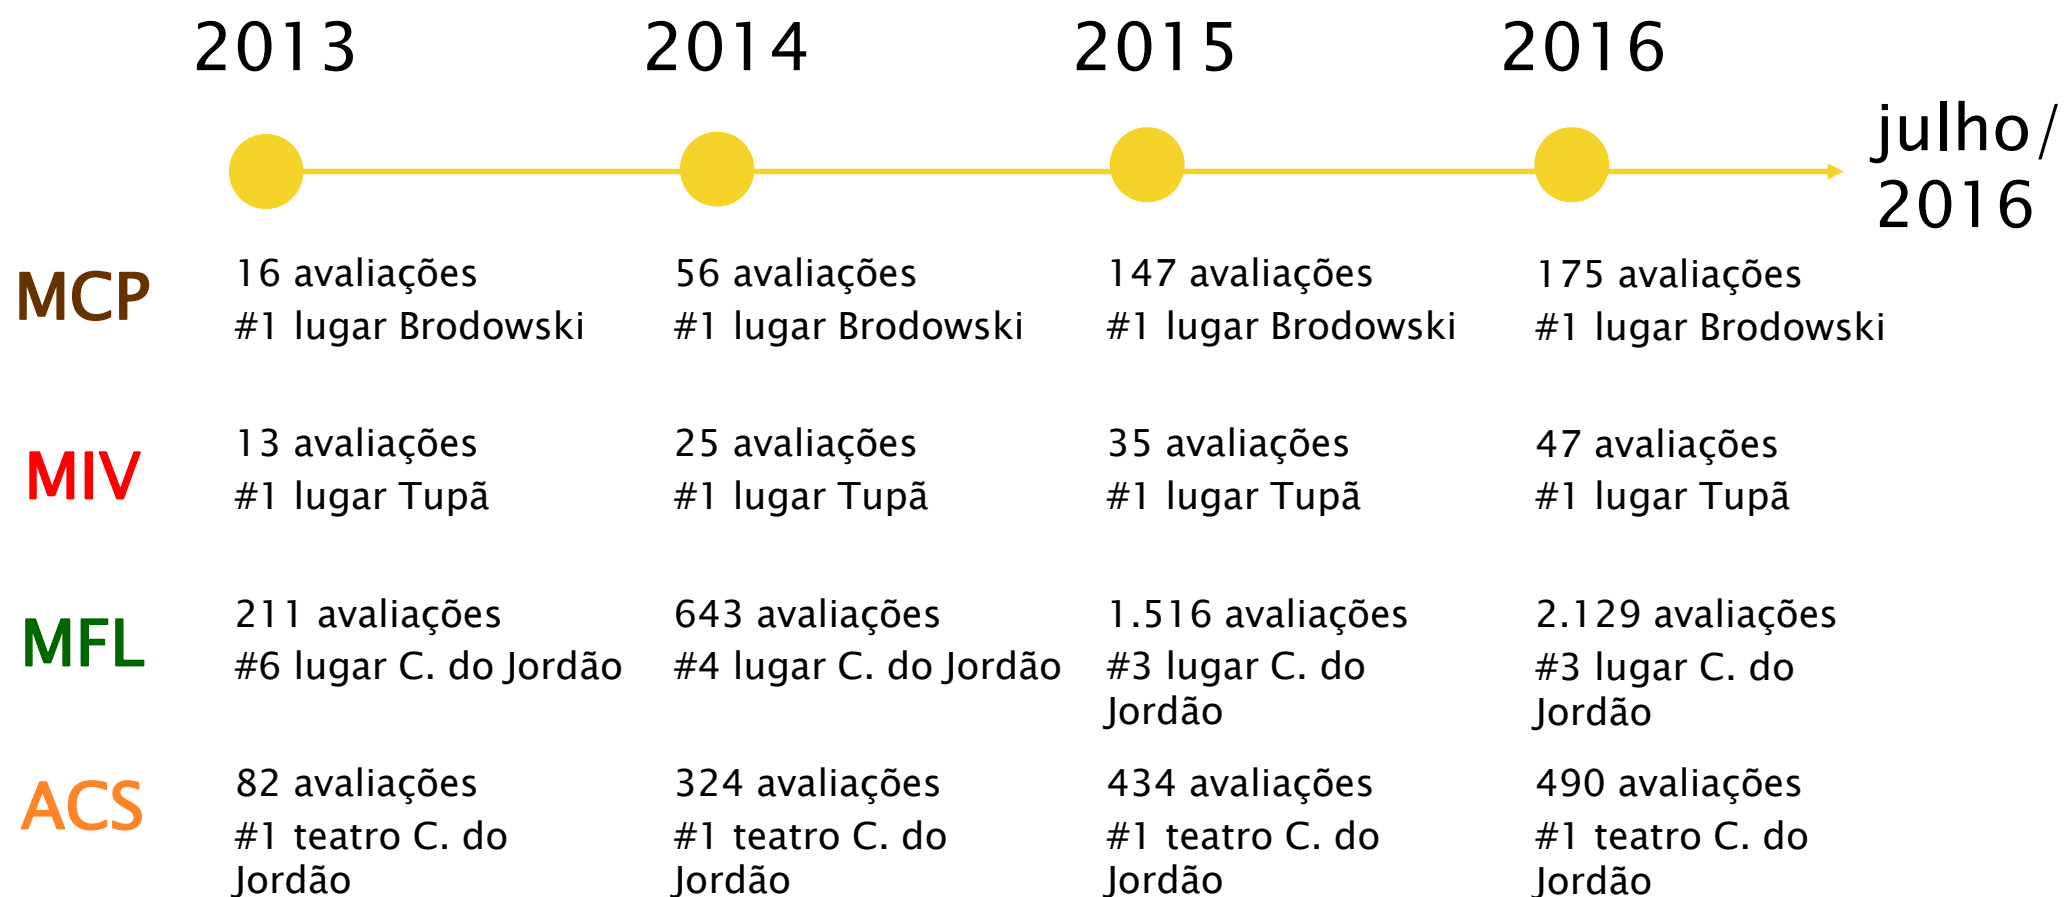 2013 2014 2015 2016
julho/
2016
MCP
16 avaliações 56 avaliações 147 avaliações 175 avaliações
#1 lugar Brodowski #1 lugar Brodowski #1 lugar Brodowski #1 lugar Brodowski
MIV
13 avaliações 25 avaliações 35 avaliações 47 avaliações
#1 lugar Tupã #1 lugar Tupã #1 lugar Tupã #1 lugar Tupã
MFL
211 avaliações 643 avaliações 1.516 avaliações 2.129 avaliações
#6 lugar C. do Jordão #4 lugar C. do Jordão #3 lugar C. do #3 lugar C. do
Jordão Jordão
ACS
82 avaliações 324 avaliações 434 avaliações 490 avaliações
#1 teatro C. do #1 teatro C. do #1 teatro C. do #1 teatro C. do
Jordão Jordão Jordão Jordão